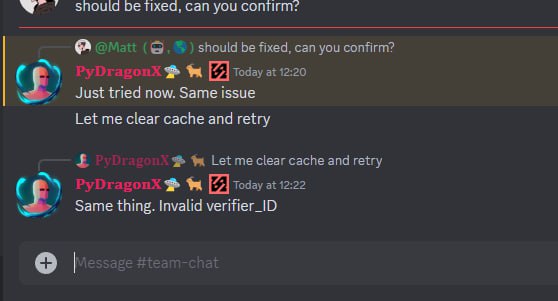 should be fixed, can you confirm?
@Matt (🤖,🌎) should be fixed, can you confirm?
PyDragonX🛸 🐕 Today at 12:20
Just tried now. Same issue
Let me clear cache and retry
PyDragonX🛸 🐕 Let me clear cache and retry
PyDragonX🛸 🐕 Today at 12:22
Same thing. Invalid verifier_ID
Message #team-chat